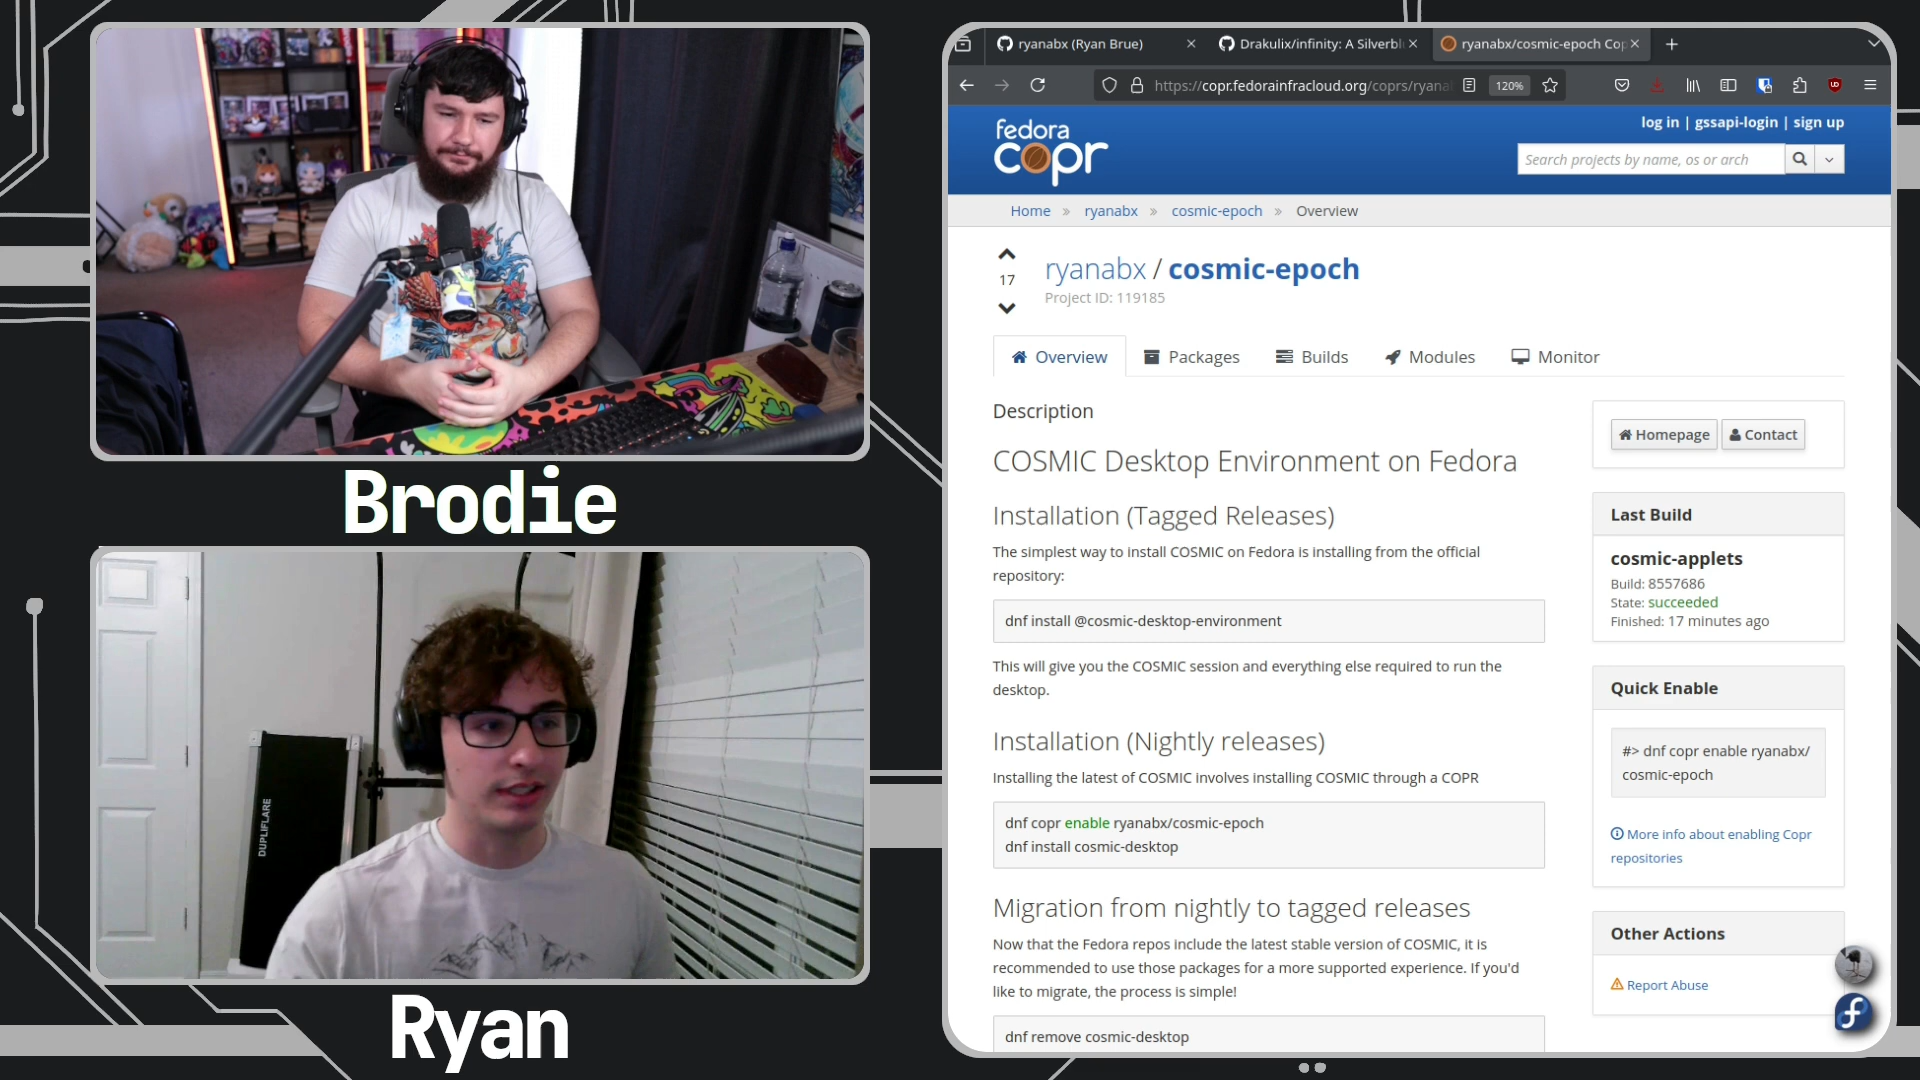 Brodie
DUPLIFLARE
Ryan
ryanabx (Ryan Brue)
Drakulix/infinity: A Silverbl
ryanabx/cosmic-epoch Cop
https://copr.fedorainfracloud.org/coprs/ryana
120%
fedora
copr
log in | gssapi-login | sign up
Search projects by name, os or arch
Home » ryanabx » cosmic-epoch » Overview
17
ryanabx / cosmic-epoch
Project ID: 119185
Overview
Packages
Builds
Modules
Monitor
Description
COSMIC Desktop Environment on Fedora
Installation (Tagged Releases)
The simplest way to install COSMIC on Fedora is installing from the official
repository:
dnf install @cosmic-desktop-environment
This will give you the COSMIC session and everything else required to run the
desktop.
Installation (Nightly releases)
Installing the latest of COSMIC involves installing COSMIC through a COPR
dnf copr enable ryanabx/cosmic-epoch
dnf install cosmic-desktop
Migration from nightly to tagged releases
Now that the Fedora repos include the latest stable version of COSMIC, it is
recommended to use those packages for a more supported experience. If you'd
like to migrate, the process is simple!
dnf remove cosmic-desktop
Homepage
Contact
Last Build
cosmic-applets
Build: 8557686
State: succeeded
Finished: 17 minutes ago
Quick Enable
#> dnf copr enable ryanabx/
cosmic-epoch
More info about enabling Copr
repositories
Other Actions
Report Abuse